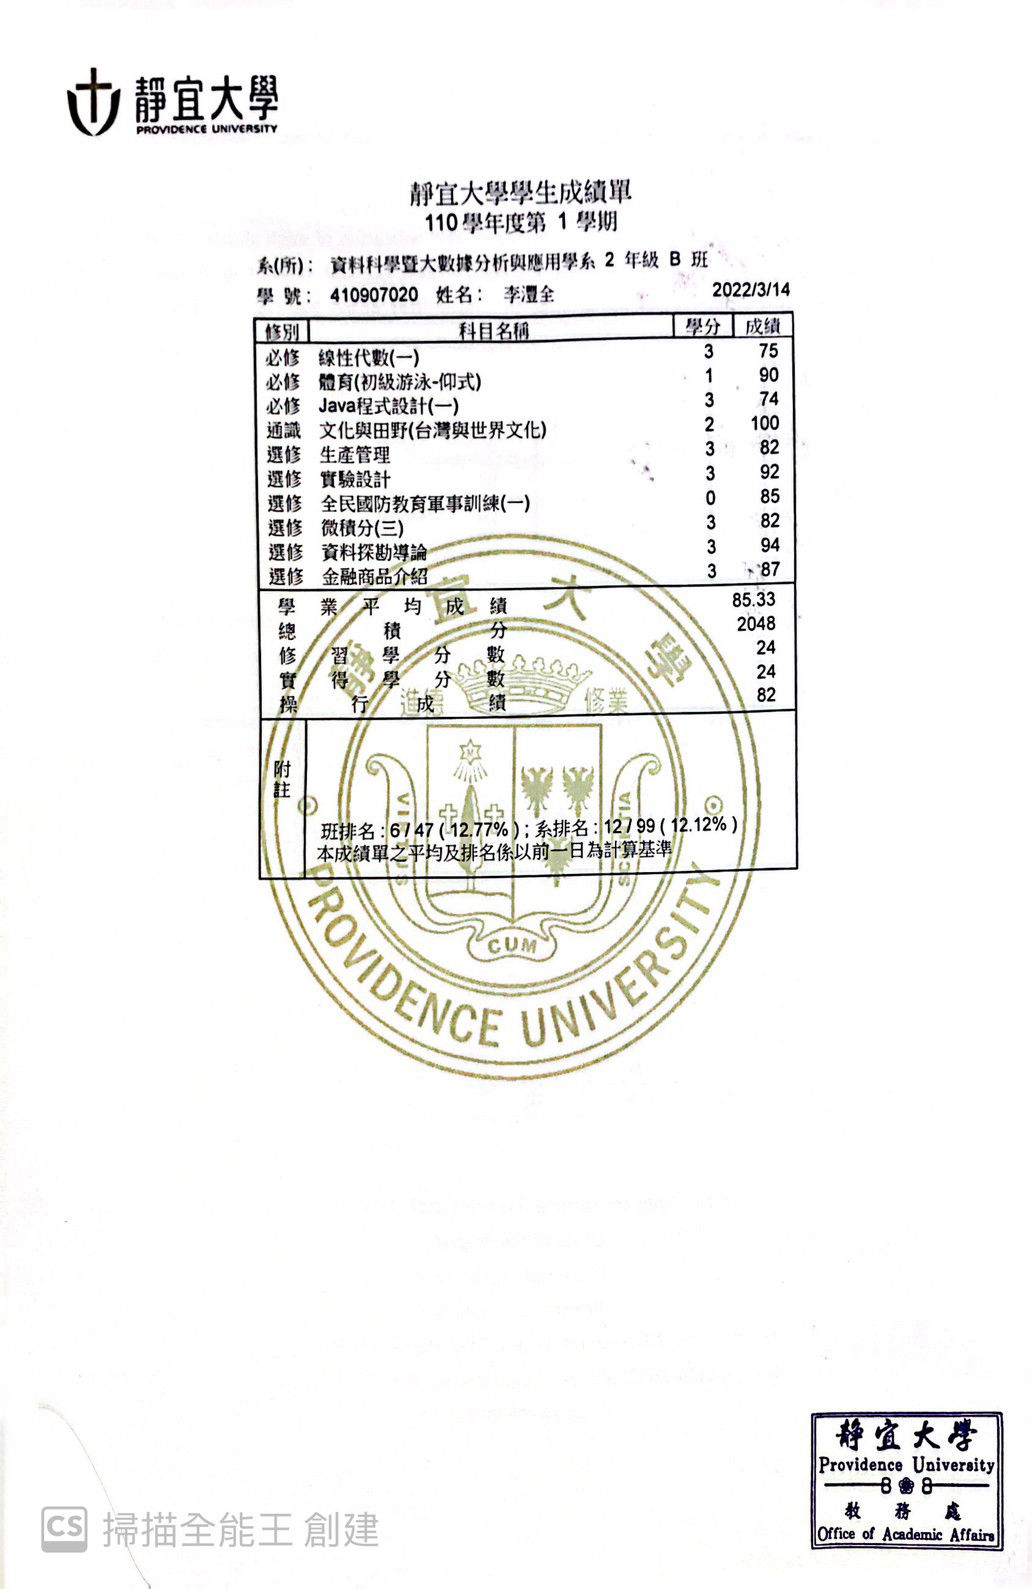 靜宜大學
PROVIDENCE UNIVERSITY
靜宜大學學生成績單
110學年度第 1 學期
系(所): 資料科學暨大數據分析與應用學系 2 年級 B 班
學 號: 410907020 姓名: 李灃全 2022/3/14
修別 科目名稱 學分 成績
必修 線性代數(一) 3 75
必修 體育(初級游泳-仰式) 1 90
必修 Java程式設計(一) 3 74
通識 文化與田野(台灣與世界文化) 2 100
選修 生產管理 3 82
選修 實驗設計 3 92
選修 全民國防教育軍事訓練(一) 0 85
選修 微積分(三) 3 82
選修 資料探勘導論 3 94
選修 金融商品介紹 3 87
學業平均成績 85.33
總積分 2048
修習學分數 24
實得學分數 24
操行成績 82
附註
班排名:6/47(12.77%);系排名:12/99(12.12%)
本成績單之平均及排名係以前一日為計算基準
靜宜大學
進德 修業
M
VIRTUS
SCIENTIA
CUM
PROVIDENCE UNIVERSITY
靜宜大學
Providence University
教務處
Office of Academic Affairs
CS 掃描全能王 創建